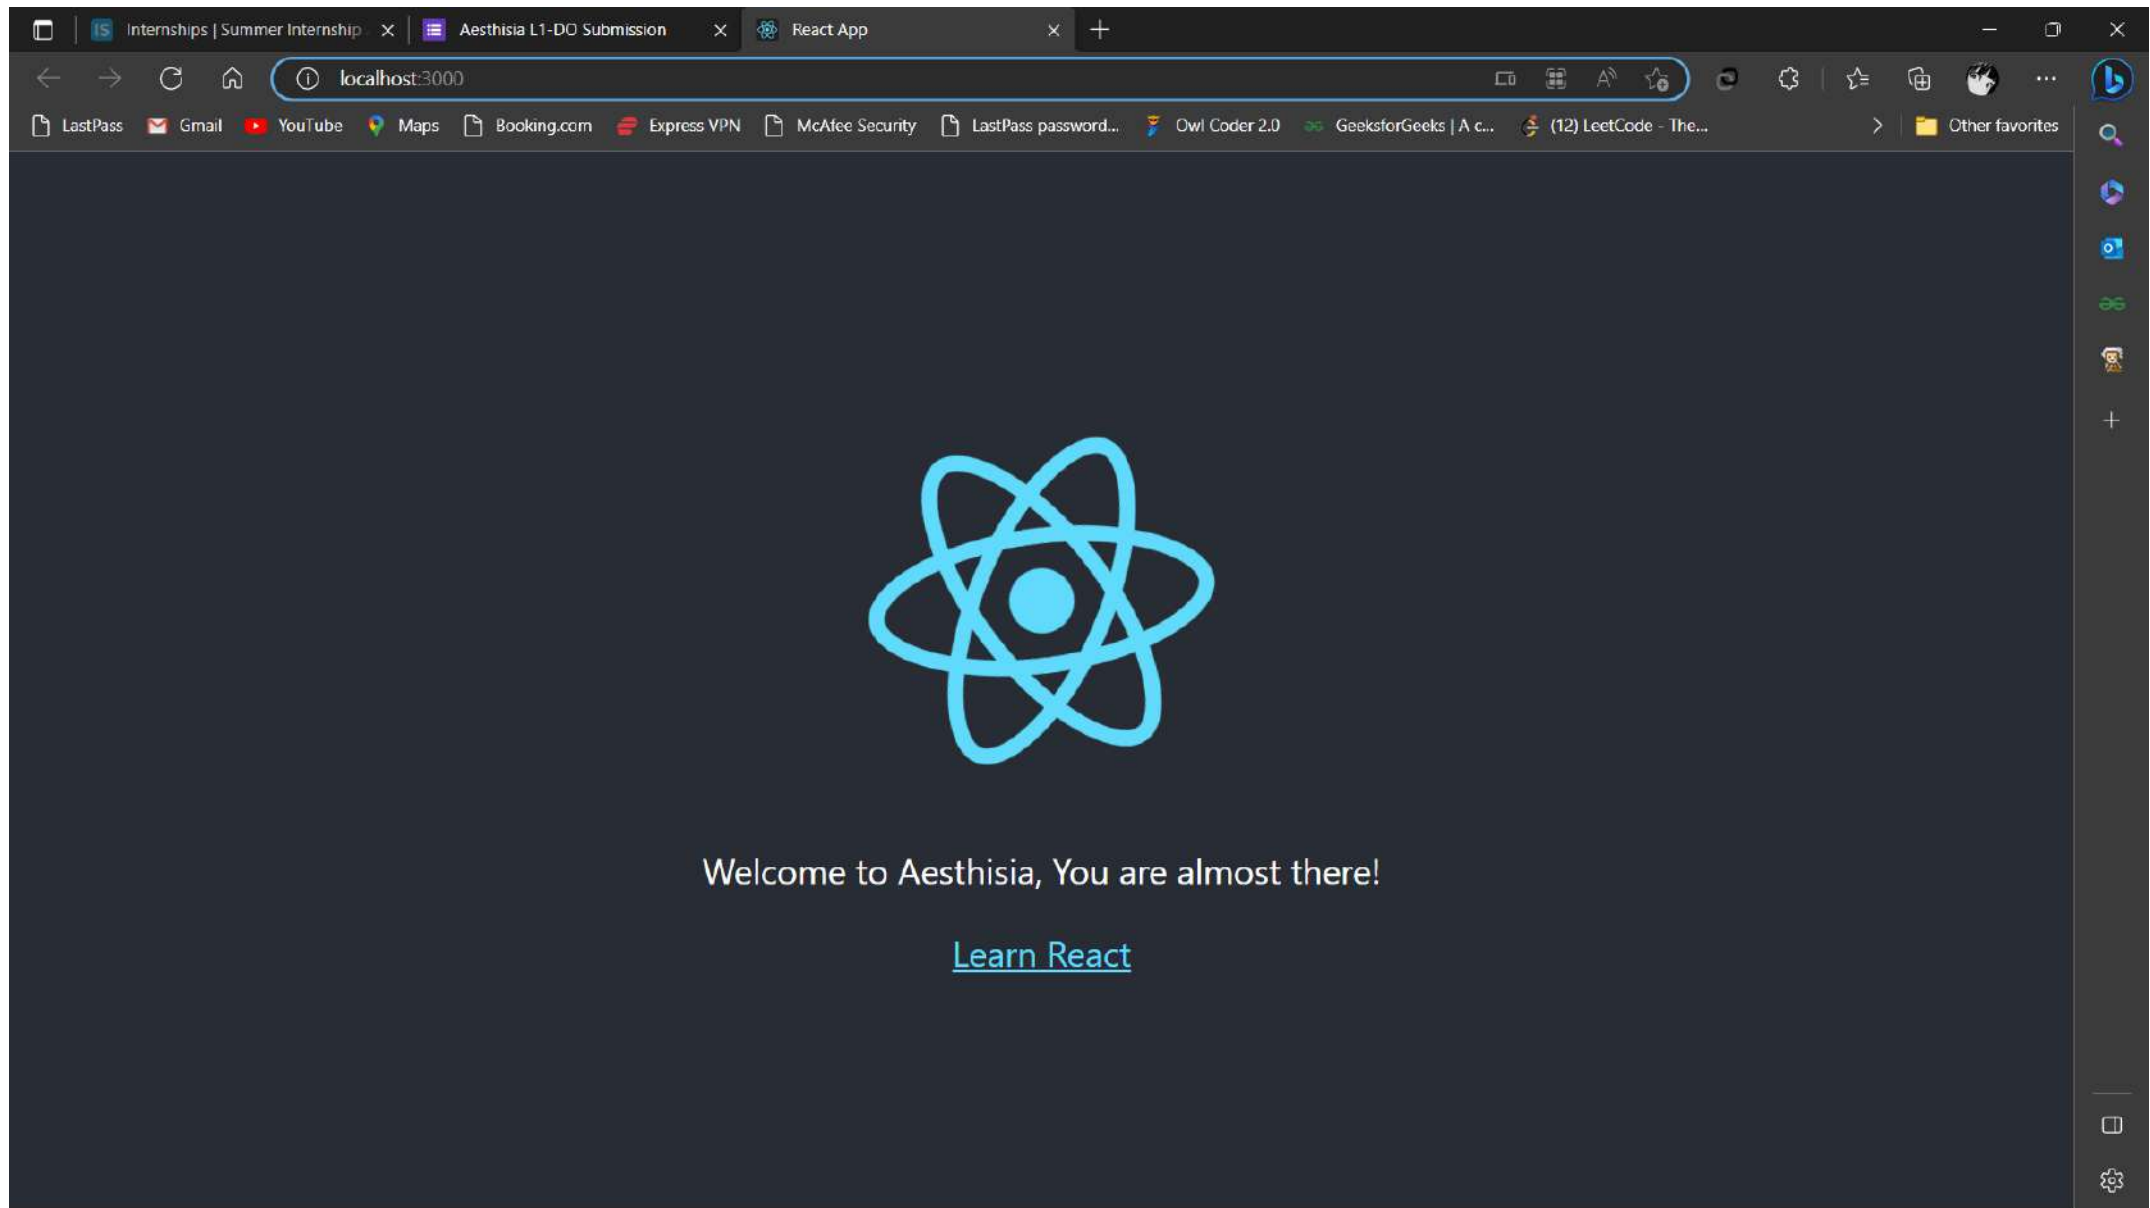 Internships | Summer Internship
Aesthisia L1-DO Submission
React App
localhost:3000
LastPass
Gmail
YouTube
Maps
Booking.com
Express VPN
McAfee Security
LastPass password...
Owl Coder 2.0
GeeksforGeeks | A c...
(12) LeetCode - The...
Other favorites
Welcome to Aesthisia, You are almost there!
Learn React